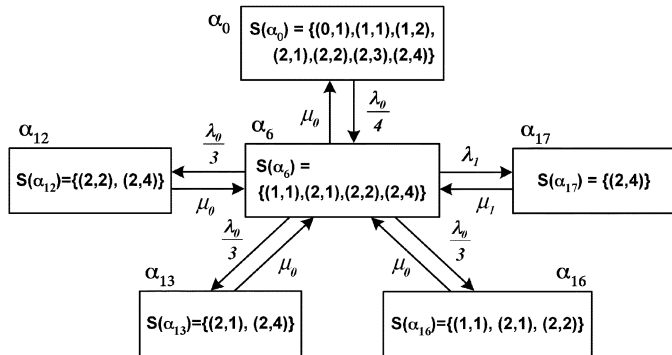 α₀
S(α₀) = {(0,1),(1,1),(1,2),
(2,1),(2,2),(2,3),(2,4)}
μ₀
λ₀/4
α₁₂
S(α₁₂)={(2,2), (2,4)}
λ₀/3
μ₀
α₆
S(α₆) =
{(1,1),(2,1),(2,2),(2,4)}
λ₁
μ₁
α₁₇
S(α₁₇) = {(2,4)}
λ₀/3
μ₀
λ₀/3
μ₀
α₁₃
S(α₁₃)={(2,1), (2,4)}
α₁₆
S(α₁₆)={(1,1), (2,1), (2,2)}